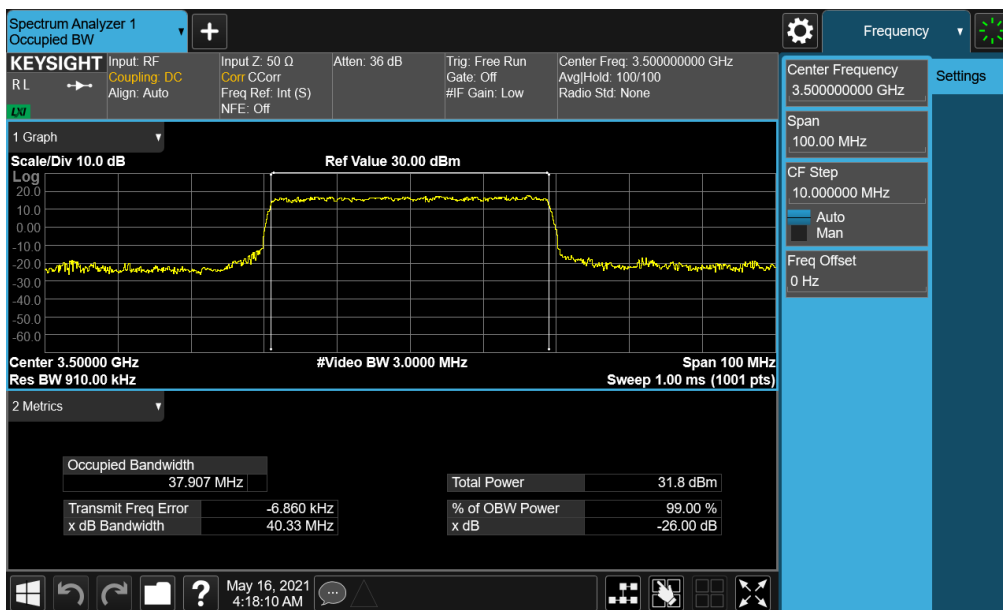 Spectrum Analyzer 1
Occupied BW
Frequency
KEYSIGHT
R L
LXI
Input: RF
Coupling: DC
Align: Auto
Input Z: 50 Ω
Corr CCorr
Freq Ref: Int (S)
NFE: Off
Atten: 36 dB
Trig: Free Run
Gate: Off
#IF Gain: Low
Center Freq: 3.500000000 GHz
Avg|Hold: 100/100
Radio Std: None
Center Frequency
3.500000000 GHz
Settings
Span
100.00 MHz
CF Step
10.000000 MHz
Auto
Man
Freq Offset
0 Hz
1 Graph
Scale/Div 10.0 dB
Ref Value 30.00 dBm
Log
20.0
10.0
0.00
-10.0
-20.0
-30.0
-40.0
-50.0
-60.0
Center 3.50000 GHz
#Video BW 3.0000 MHz
Span 100 MHz
Res BW 910.00 kHz
Sweep 1.00 ms (1001 pts)
2 Metrics
Occupied Bandwidth
37.907 MHz
Total Power 31.8 dBm
Transmit Freq Error -6.860 kHz
% of OBW Power 99.00 %
x dB Bandwidth 40.33 MHz
x dB -26.00 dB
?
May 16, 2021
4:18:10 AM